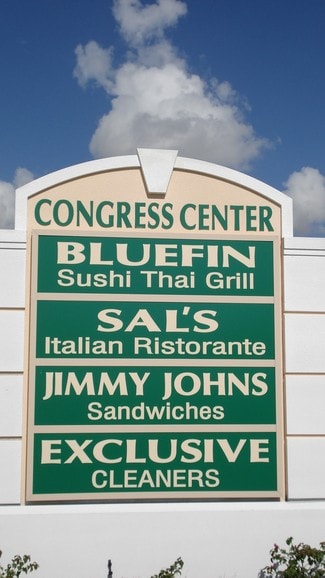 CONGRESS CENTER
BLUEFIN
Sushi Thai Grill
SAL'S
Italian Ristorante
JIMMY JOHNS
Sandwiches
EXCLUSIVE
CLEANERS